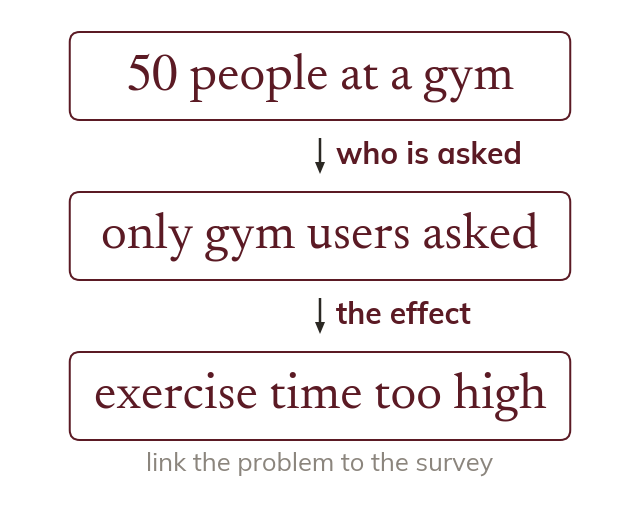 50 people at a gym
who is asked
only gym users asked
the effect
exercise time too high
link the problem to the survey